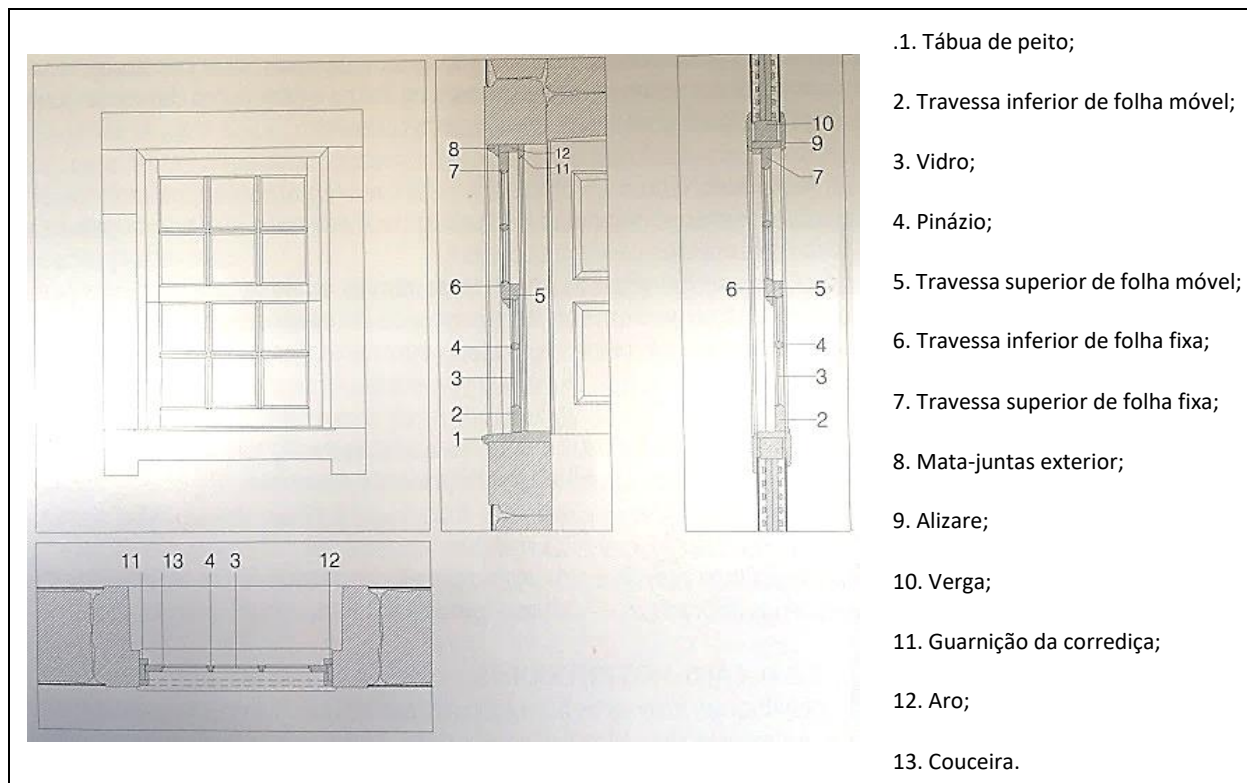 .1. Tábua de peito;
2. Travessa inferior de folha móvel;
3. Vidro;
4. Pinázio;
5. Travessa superior de folha móvel;
6. Travessa inferior de folha fixa;
7. Travessa superior de folha fixa;
8. Mata-juntas exterior;
9. Alizare;
10. Verga;
11. Guarnição da corrediça;
12. Aro;
13. Couceira.
8 12
7 11
6 5
4
3
2
1
10
9
7
6 5
4
3
2
11 13 4 3 12